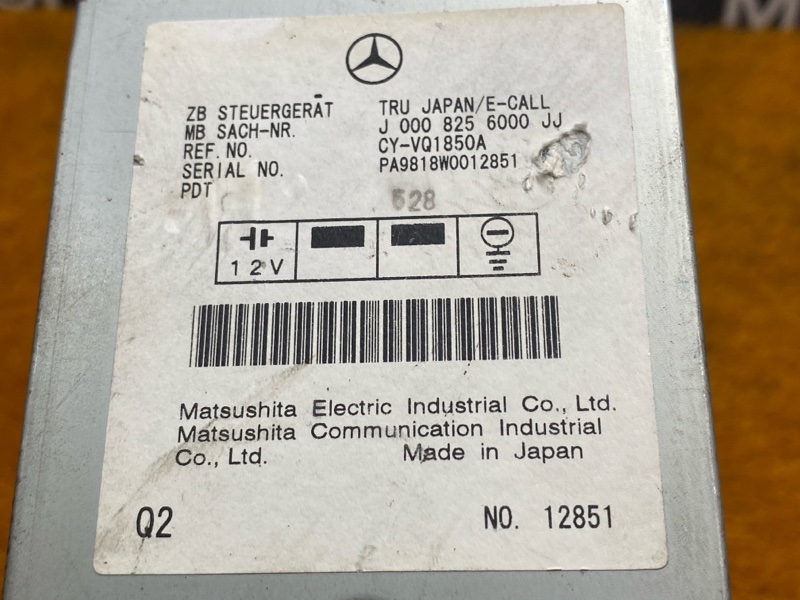 ZB STEUERGERÄT TRU JAPAN/E-CALL
MB SACH-NR. J 000 825 6000 JJ
REF.NO. CY-VQ1850A
SERIAL NO. PA9818W0012851
PDT 528
12V
Matsushita Electric Industrial Co., Ltd.
Matsushita Communication Industrial
Co., Ltd. Made in Japan
Q2 NO. 12851